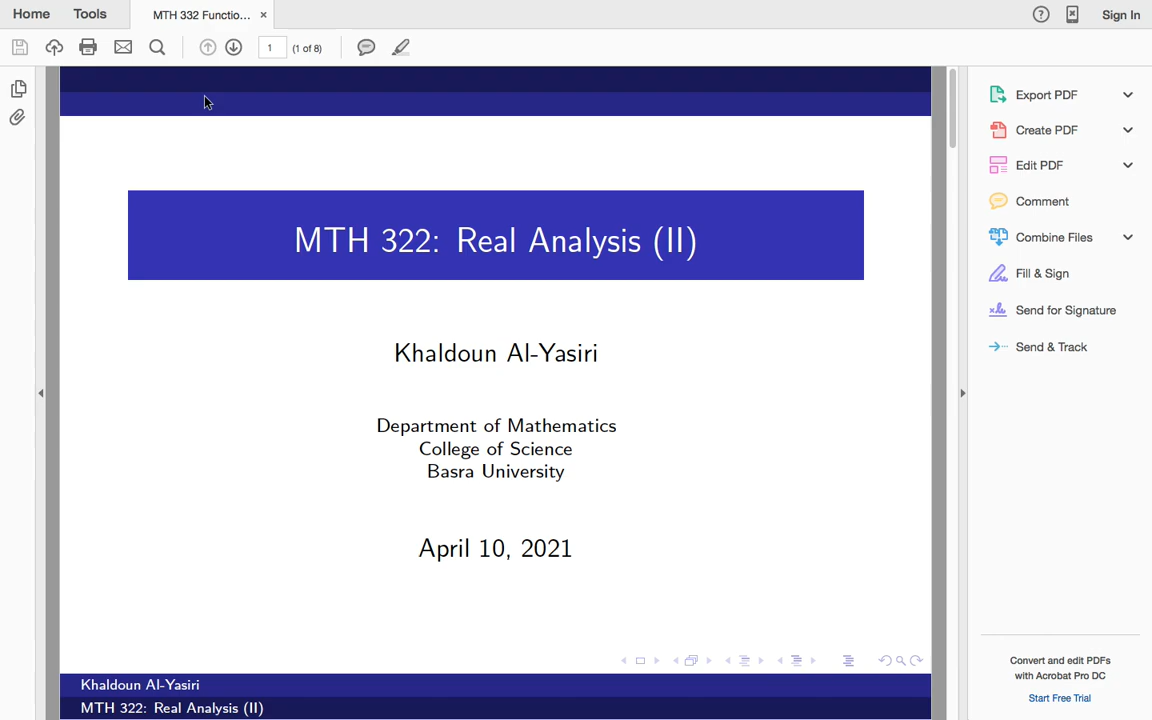 Home Tools MTH 332 Functio... × Sign In
1 (1 of 8)
MTH 322: Real Analysis (II)
Khaldoun Al-Yasiri
Department of Mathematics
College of Science
Basra University
April 10, 2021
Khaldoun Al-Yasiri
MTH 322: Real Analysis (II)
Export PDF
Create PDF
Edit PDF
Comment
Combine Files
Fill & Sign
Send for Signature
Send & Track
Convert and edit PDFs
with Acrobat Pro DC
Start Free Trial